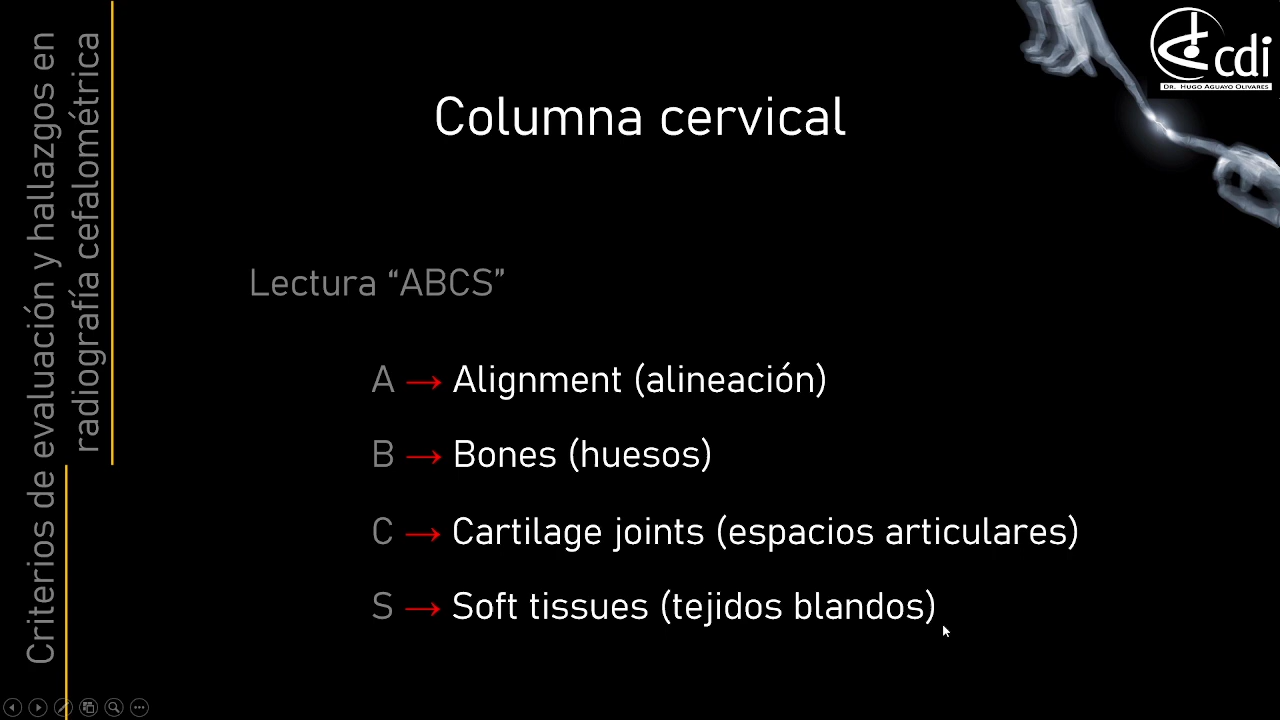 Criterios de evaluación y hallazgos en
radiografía cefalométrica
cdi
DR. HUGO AGUAYO OLIVARES
Columna cervical
Lectura “ABCS”
A → Alignment (alineación)
B → Bones (huesos)
C → Cartilage joints (espacios articulares)
S → Soft tissues (tejidos blandos)